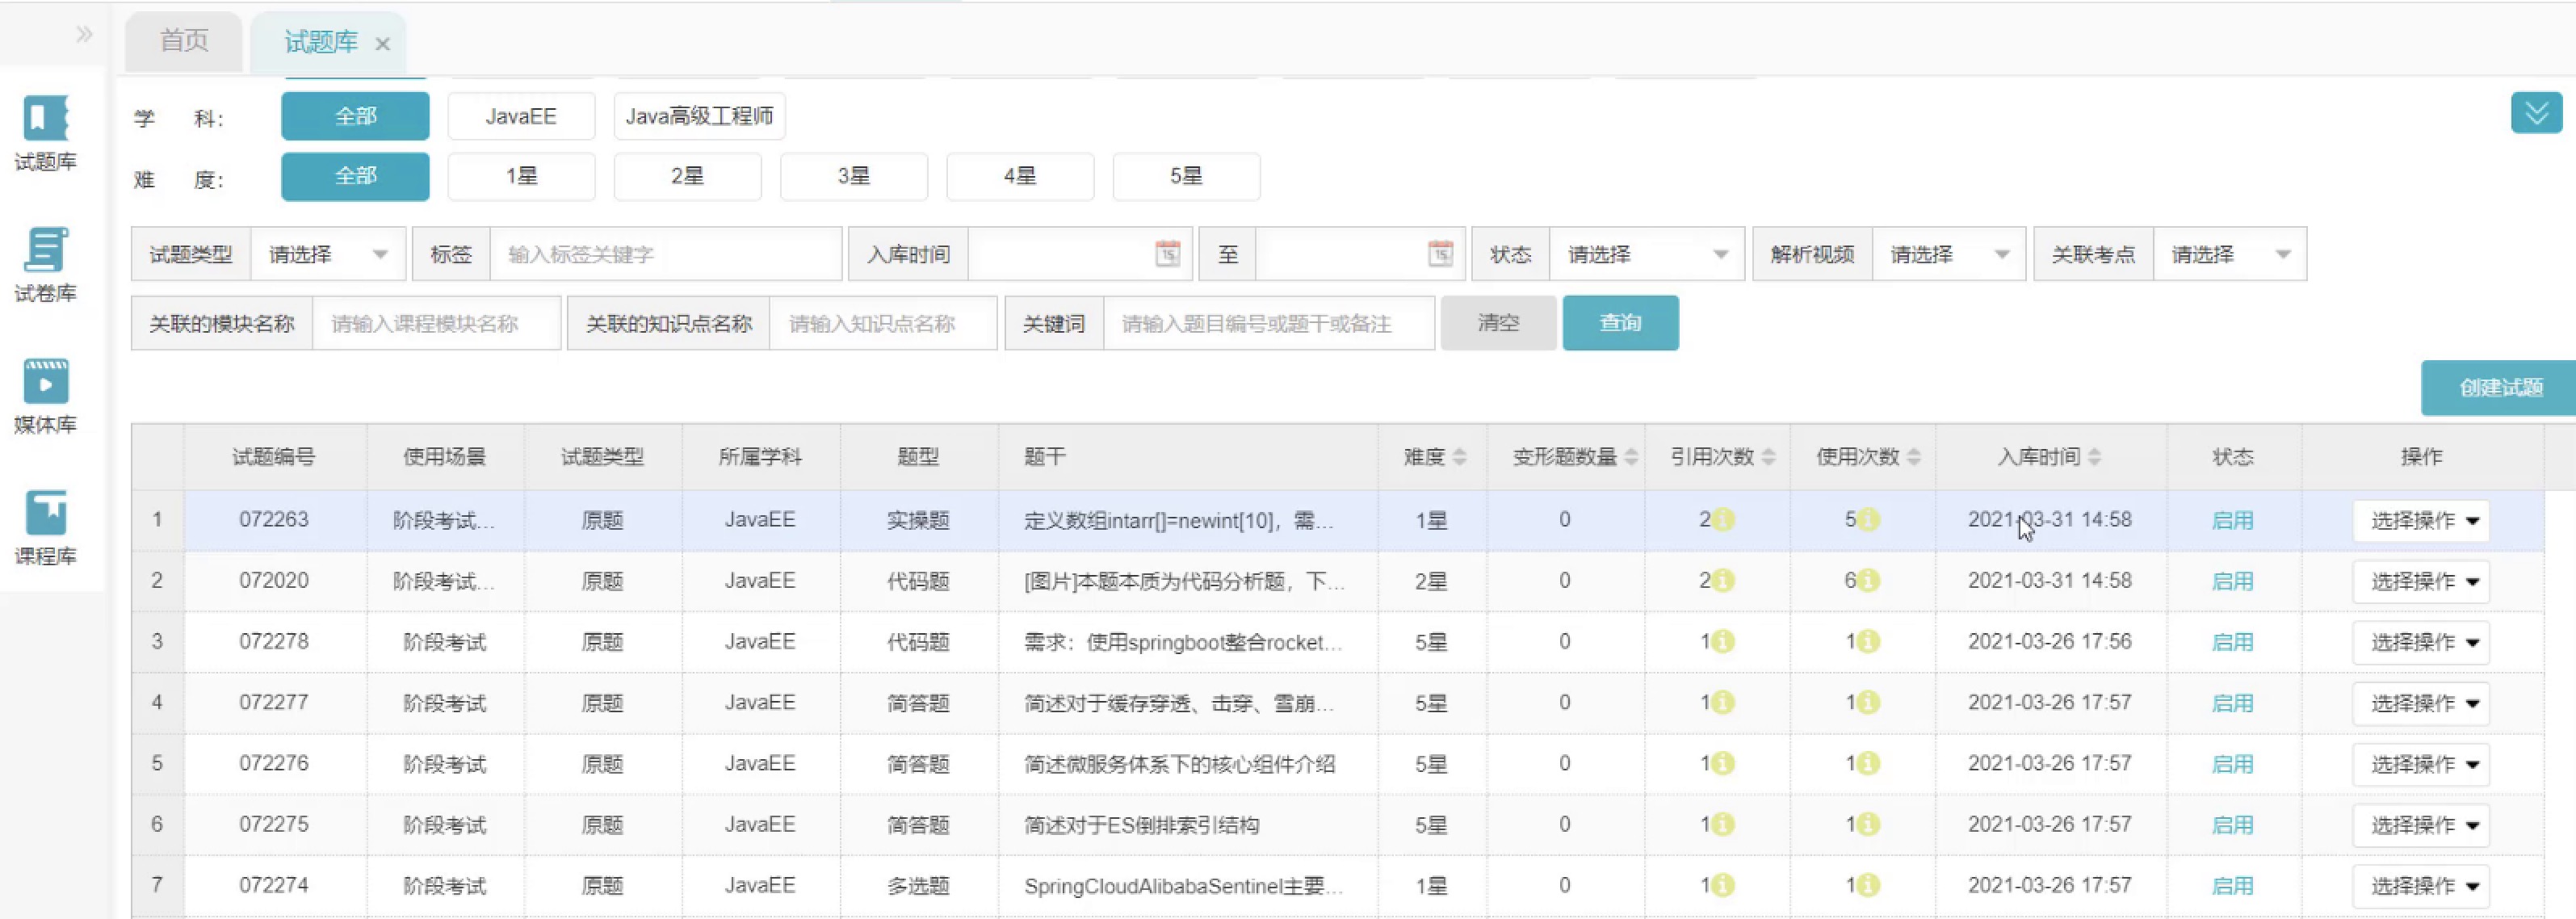 首页 试题库
学 科: 全部 JavaEE Java高级工程师
难 度: 全部 1星 2星 3星 4星 5星
试题库
试卷库
媒体库
课程库
试题类型 请选择 标签 输入标签关键字 入库时间 15 至 15 状态 请选择 解析视频 请选择 关联考点 请选择
关联的模块名称 请输入课程模块名称 关联的知识点名称 请输入知识点名称 关键词 请输入题目编号或题干或备注 清空 查询
创建试题
试题编号 使用场景 试题类型 所属学科 题型 题干 难度 变形题数量 引用次数 使用次数 入库时间 状态 操作
1 072263 阶段考试... 原题 JavaEE 实操题 定义数组intarr[]=newint[10]，需... 1星 0 2 5 2021-03-31 14:58 启用 选择操作
2 072020 阶段考试... 原题 JavaEE 代码题 [图片]本题本质为代码分析题，下... 2星 0 2 6 2021-03-31 14:58 启用 选择操作
3 072278 阶段考试 原题 JavaEE 代码题 需求：使用springboot整合rocket... 5星 0 1 1 2021-03-26 17:56 启用 选择操作
4 072277 阶段考试 原题 JavaEE 简答题 简述对于缓存穿透、击穿、雪崩... 5星 0 1 1 2021-03-26 17:57 启用 选择操作
5 072276 阶段考试 原题 JavaEE 简答题 简述微服务体系下的核心组件介绍 5星 0 1 1 2021-03-26 17:57 启用 选择操作
6 072275 阶段考试 原题 JavaEE 简答题 简述对于ES倒排索引结构 5星 0 1 1 2021-03-26 17:57 启用 选择操作
7 072274 阶段考试 原题 JavaEE 多选题 SpringCloudAlibabaSentinel主要... 1星 0 1 1 2021-03-26 17:57 启用 选择操作